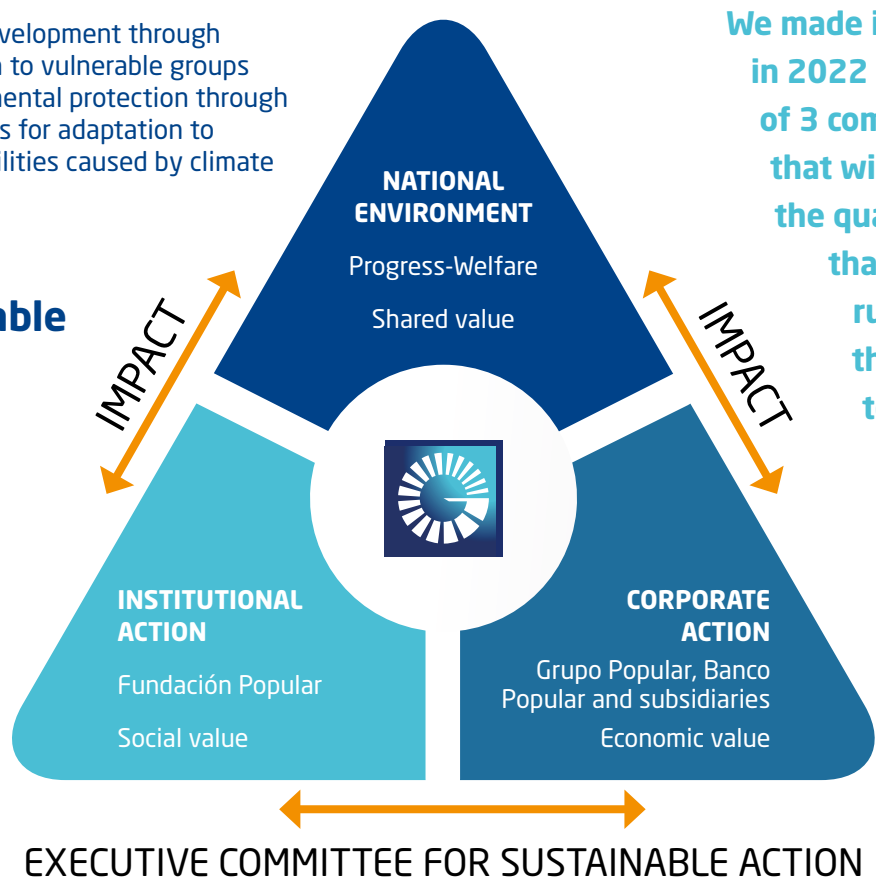 velopment through
to vulnerable groups
mental protection through
s for adaptation to
ilities caused by climate
able
We made i
in 2022
of 3 com
that wi
the qua
tha
ru
th
t
NATIONAL
ENVIRONMENT
Progress-Welfare
Shared value
IMPACT
IMPACT
INSTITUTIONAL
ACTION
Fundación Popular
Social value
CORPORATE
ACTION
Grupo Popular, Banco
Popular and subsidiaries
Economic value
EXECUTIVE COMMITTEE FOR SUSTAINABLE ACTION